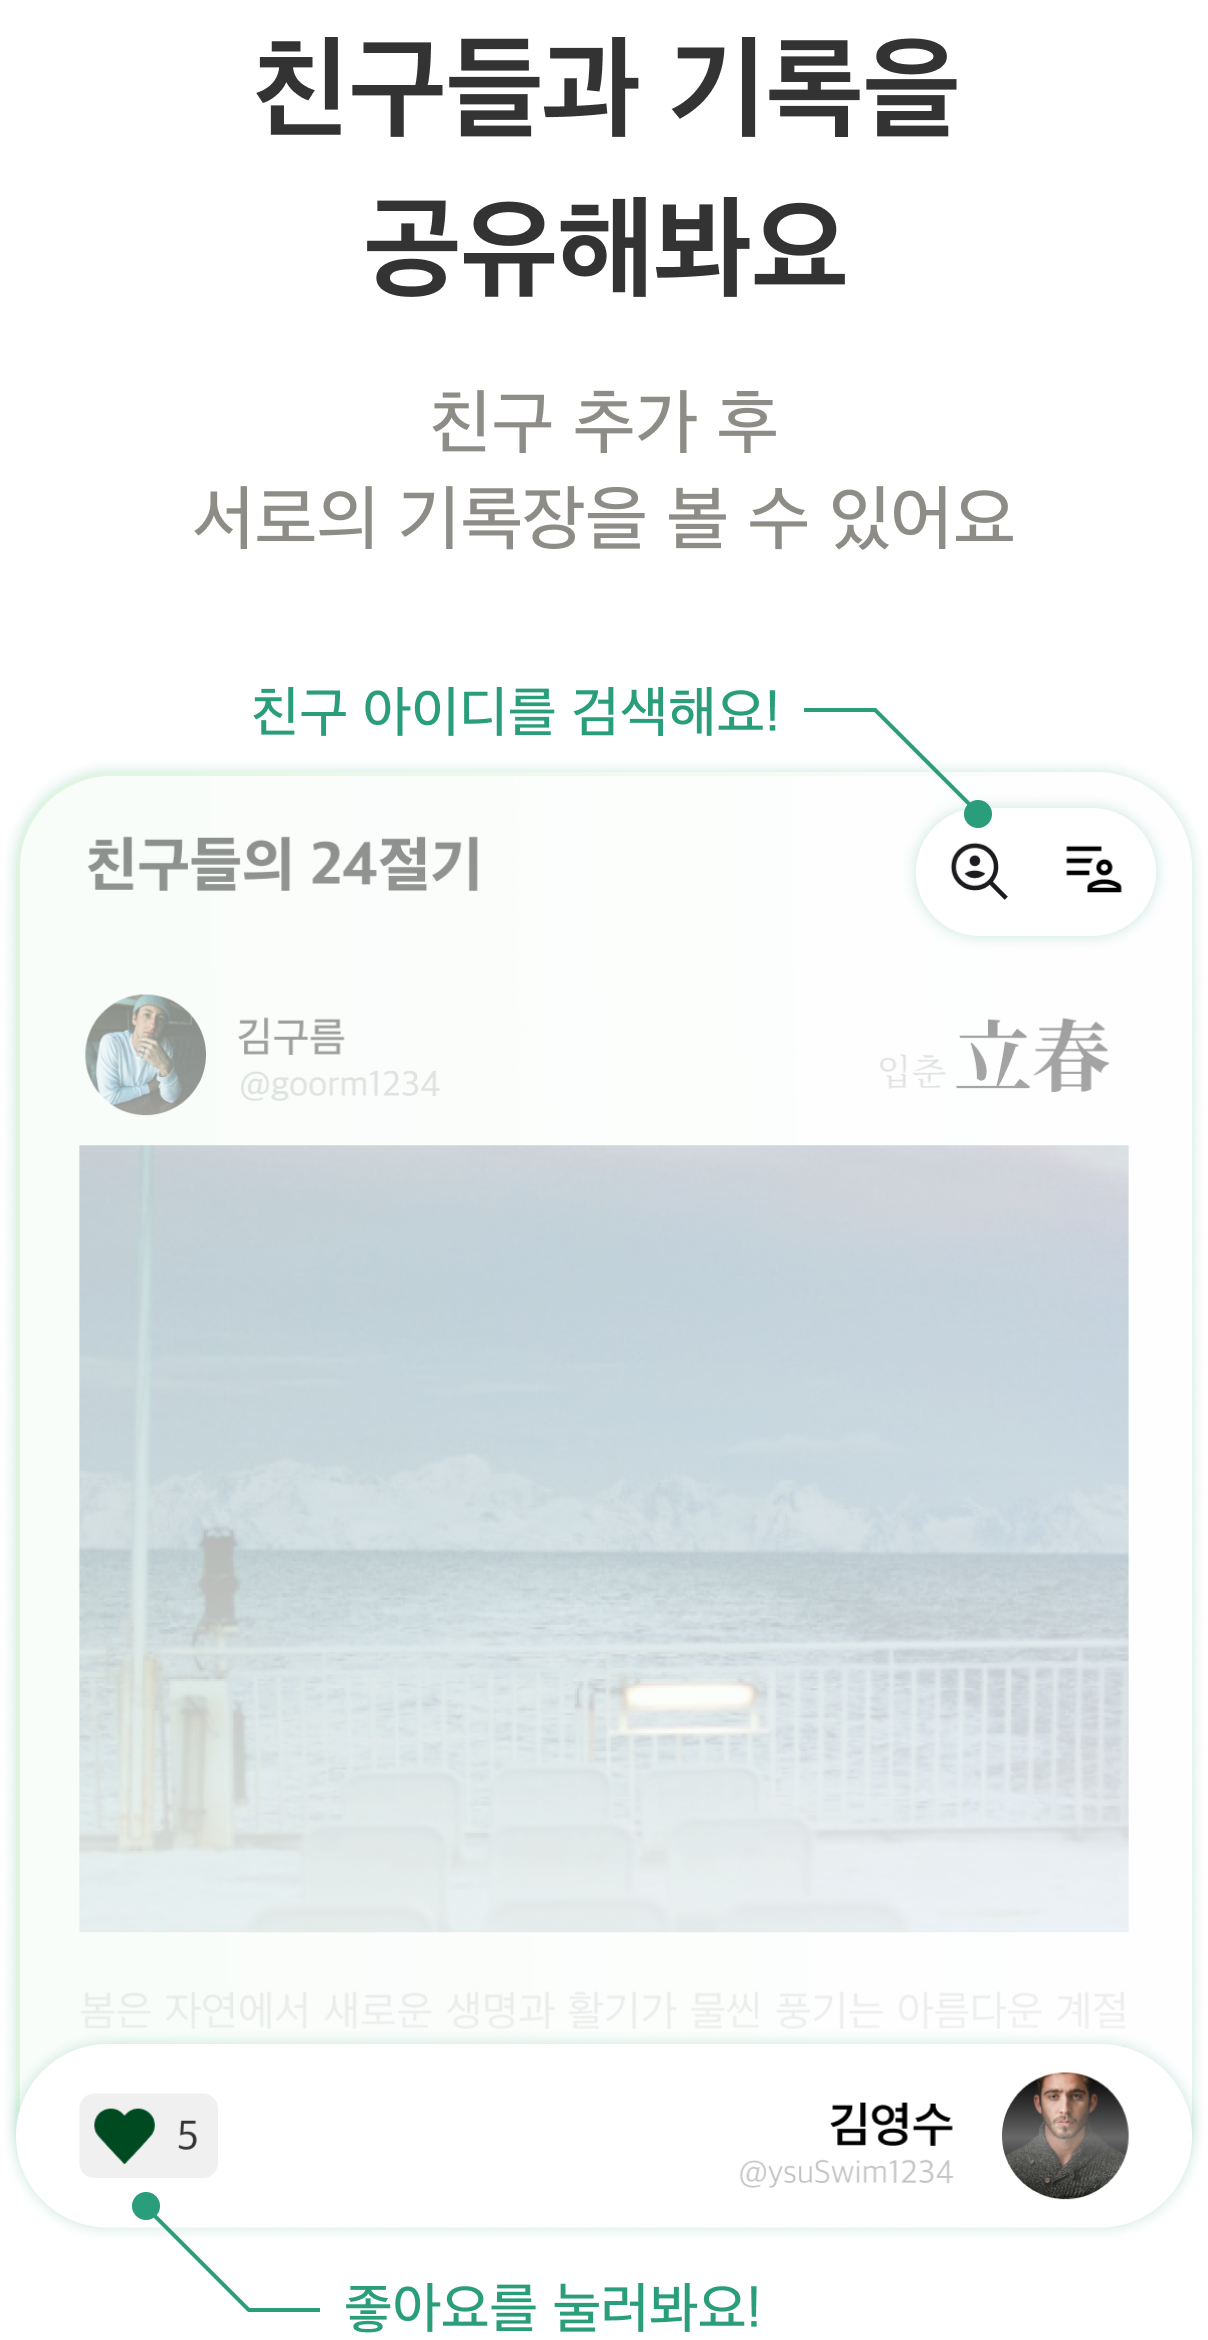 친구들과 기록을
공유해봐요
친구 추가 후
서로의 기록장을 볼 수 있어요
친구 아이디를 검색해요!
친구들의 24절기
김구름
@goorm1234
입춘 立春
봄은 자연에서 새로운 생명과 활기가 물씬 풍기는 아름다운 계절
5
김영수
@ysuSwim1234
좋아요를 눌러봐요!